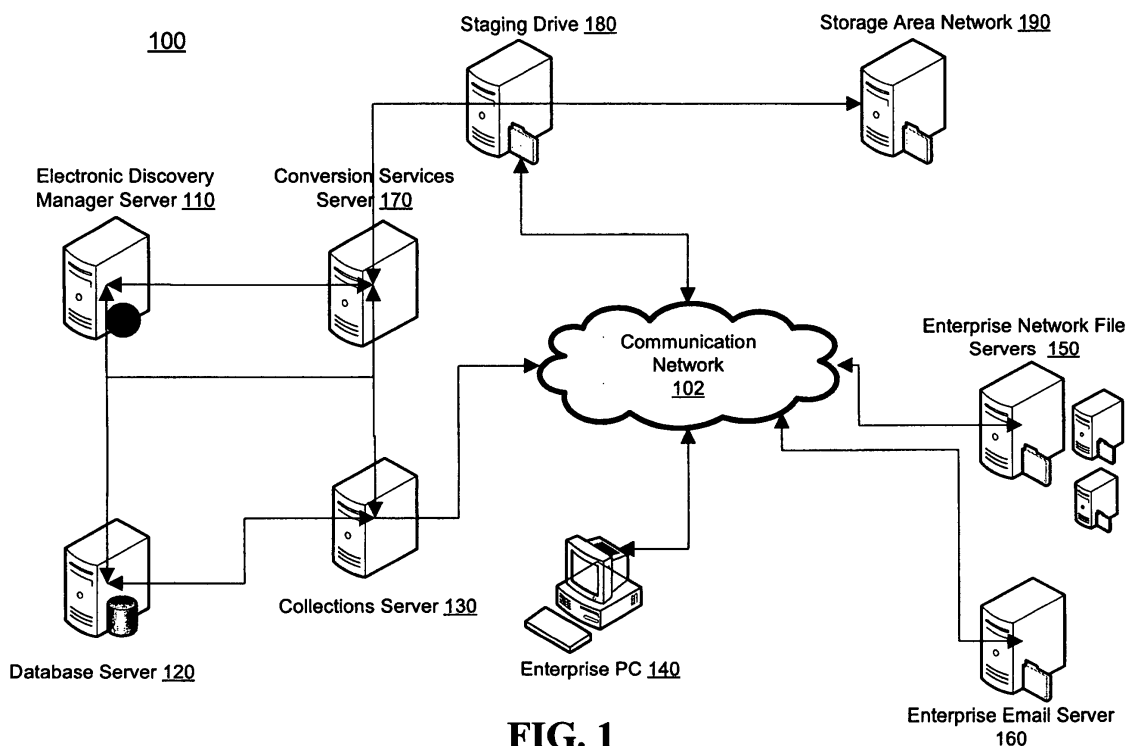 100
Staging Drive 180
Storage Area Network 190
Electronic Discovery
Manager Server 110
Conversion Services
Server 170
Communication
Network
102
Enterprise Network File
Servers 150
Collections Server 130
Database Server 120
Enterprise PC 140
Enterprise Email Server
160
FIG. 1